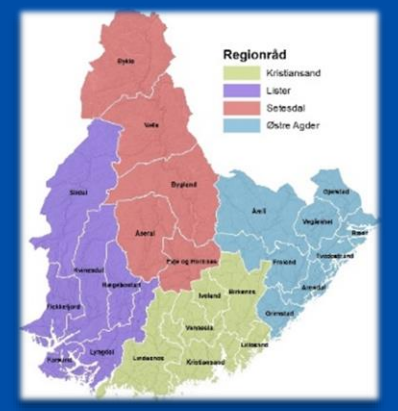 Regionråd
Kristiansand
Lister
Setesdal
Østre Agder
Bykle
Valle
Sirdal
Bygland
Åseral
Evje og Hornnes
Åmli
Gjerstad
Vegårshei
Risør
Tvedestrand
Froland
Arendal
Grimstad
Kvinesdal
Hægebostad
Flekkefjord
Farsund
Lyngdal
Iveland
Birkenes
Vennesla
Lillesand
Lindesnes
Kristiansand